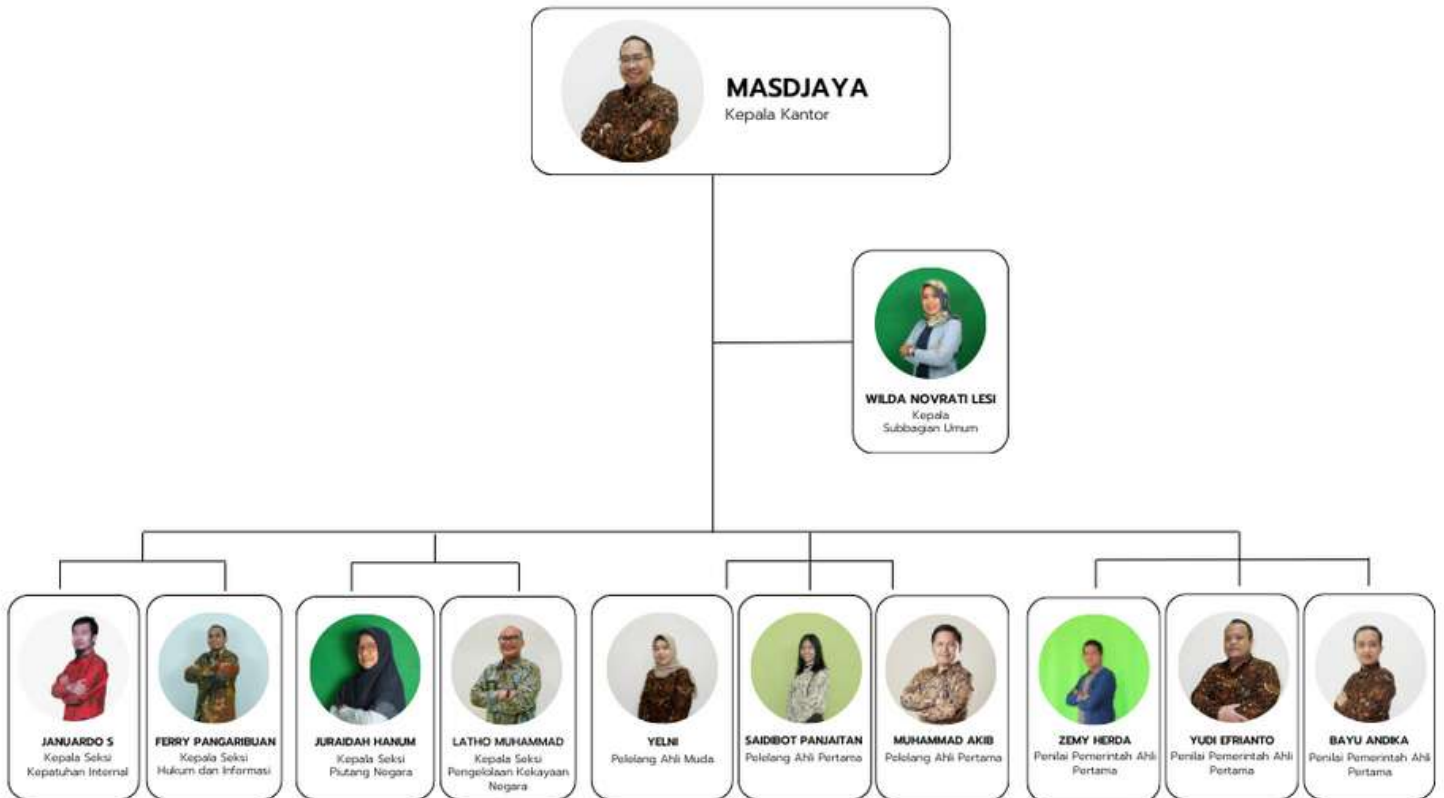 MASDJAYA
Kepala Kantor
WILDA NOVRATI LESI
Kepala
Subbagian Umum
JANUARDO S
Kepala Seksi
Kepatuhan Internal
FERRY PANGARIBUAN
Kepala Seksi
Hukum dan Informasi
JURAIDAH HANUM
Kepala Seksi
Piutang Negara
LATHO MUHAMMAD
Kepala Seksi
Pengelolaan Kekayaan
Negara
YELNI
Pelelang Ahli Muda
SAIDIBOT PANJAITAN
Pelelang Ahli Pertama
MUHAMMAD AKIB
Pelelang Ahli Pertama
ZEMY HERDA
Penilai Pemerintah Ahli
Pertama
YUDI EFRIANTO
Penilai Pemerintah Ahli
Pertama
BAYU ANDIKA
Penilai Pemerintah Ahli
Pertama